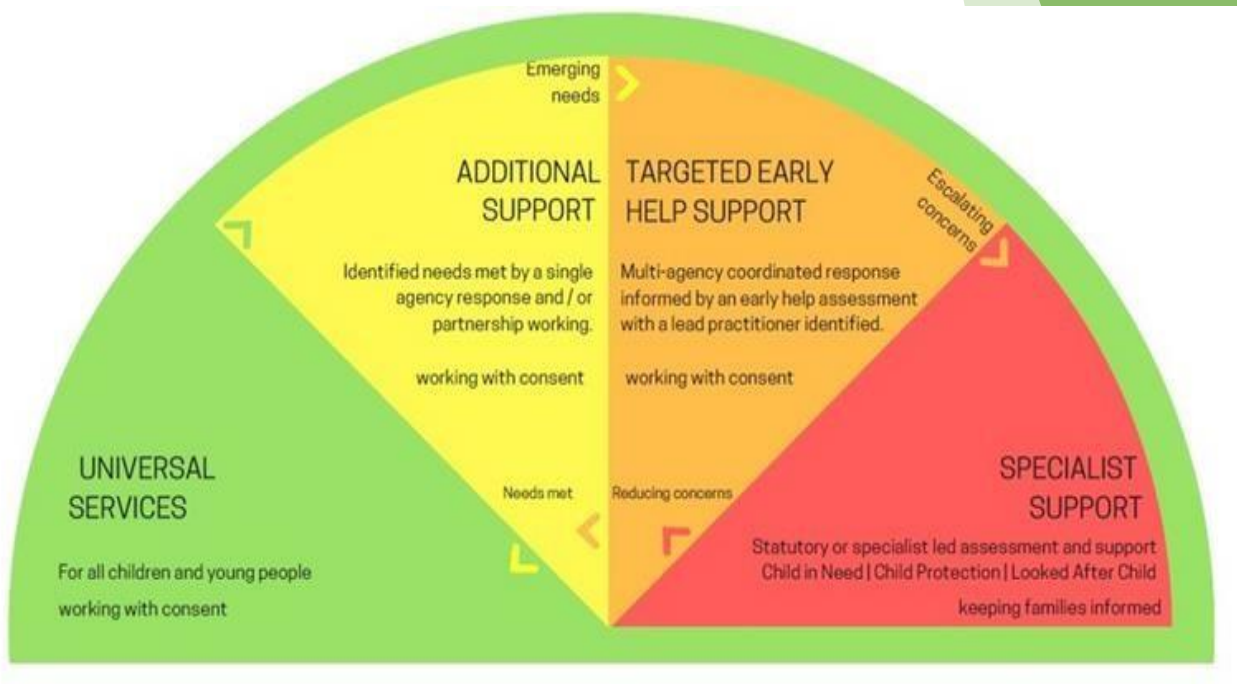 Emerging
needs
ADDITIONAL
SUPPORT
Identified needs met by a single
agency response and / or
partnership working.
working with consent
TARGETED EARLY
HELP SUPPORT
Multi-agency coordinated response
informed by an early help assessment
with a lead practitioner identified.
working with consent
Escalating
concerns
UNIVERSAL
SERVICES
For all children and young people
working with consent
Needs met
Reducing concerns
SPECIALIST
SUPPORT
Statutory or specialist led assessment and support
Child in Need | Child Protection | Looked After Child
keeping families informed